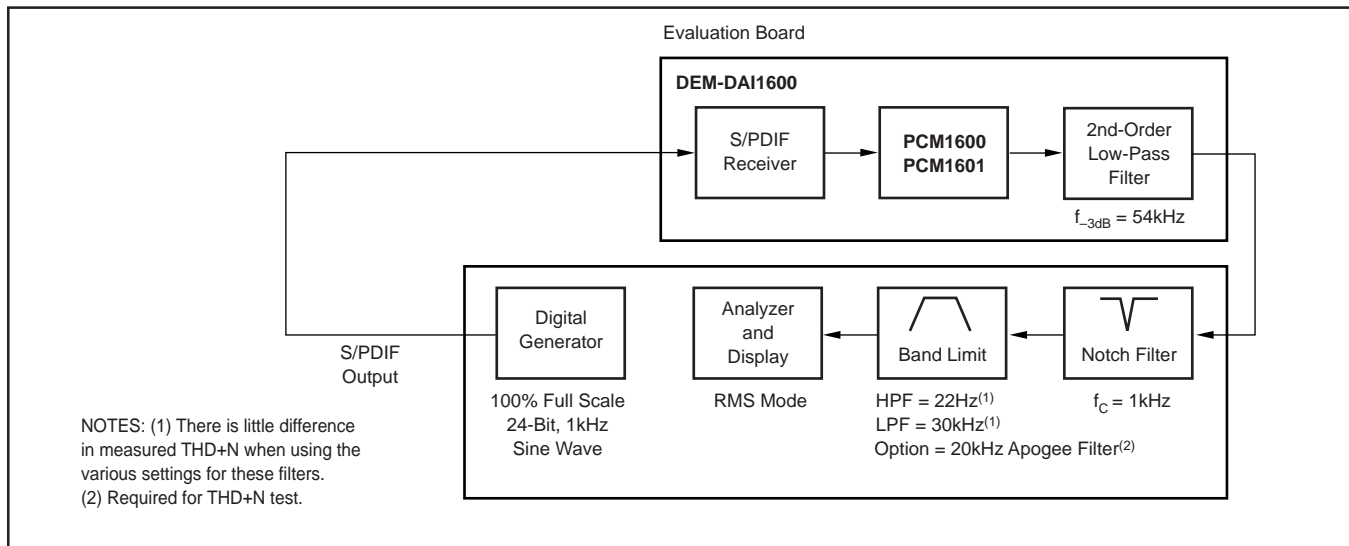 Evaluation Board
DEM-DAI1600
S/PDIF
Receiver
PCM1600
PCM1601
2nd-Order
Low-Pass
Filter
f–3dB = 54kHz
S/PDIF
Output
Digital
Generator
100% Full Scale
24-Bit, 1kHz
Sine Wave
Analyzer
and
Display
RMS Mode
Band Limit
HPF = 22Hz(1)
LPF = 30kHz(1)
Option = 20kHz Apogee Filter(2)
Notch Filter
fC = 1kHz
NOTES: (1) There is little difference
in measured THD+N when using the
various settings for these filters.
(2) Required for THD+N test.